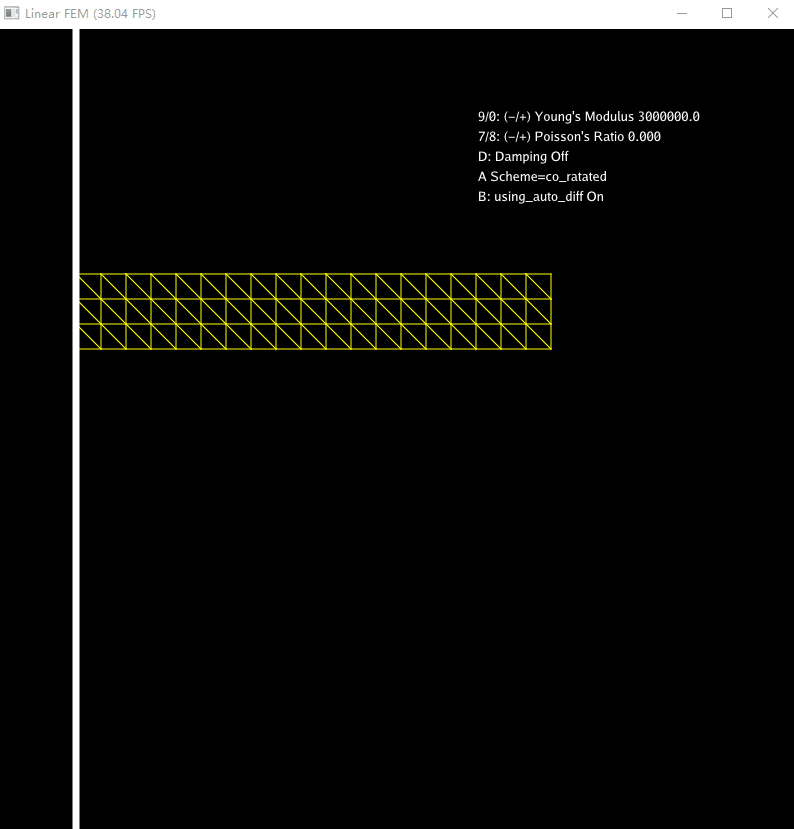 Linear FEM (38.04 FPS)
9/0: (−/+) Young's Modulus 3000000.0
7/8: (−/+) Poisson's Ratio 0.000
D: Damping Off
A Scheme=co_ratated
B: using_auto_diff On